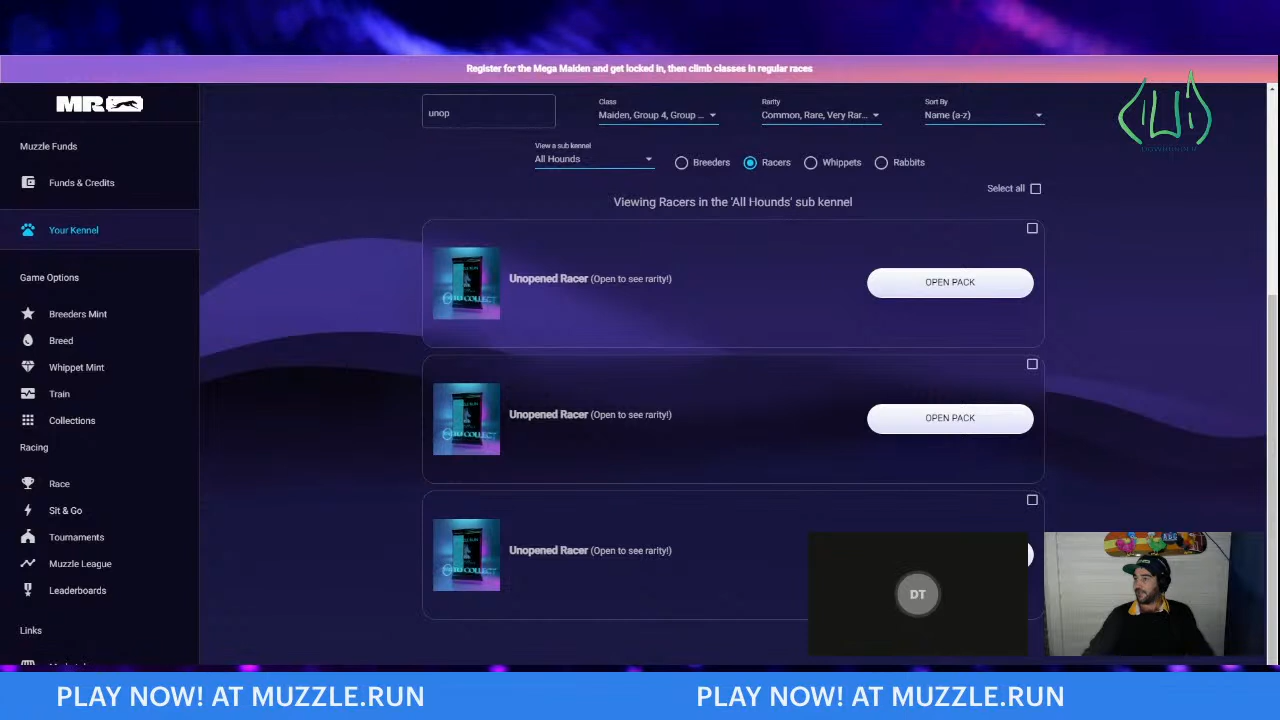 Register for the Mega Maiden and get locked in, then climb classes in regular races
MR
Muzzle Funds
Funds & Credits
Your Kennel
Game Options
Breeders Mint
Breed
Whippet Mint
Train
Collections
Racing
Race
Sit & Go
Tournaments
Muzzle League
Leaderboards
Links
unop
Class
Maiden, Group 4, Group ...
Rarity
Common, Rare, Very Rar...
Sort By
Name (a-z)
View a sub kennel
All Hounds
Breeders
Racers
Whippets
Rabbits
Select all
Viewing Racers in the 'All Hounds' sub kennel
Unopened Racer (Open to see rarity!)
OPEN PACK
Unopened Racer (Open to see rarity!)
OPEN PACK
Unopened Racer (Open to see rarity!)
DT
PLAY NOW! AT MUZZLE.RUN
PLAY NOW! AT MUZZLE.RUN